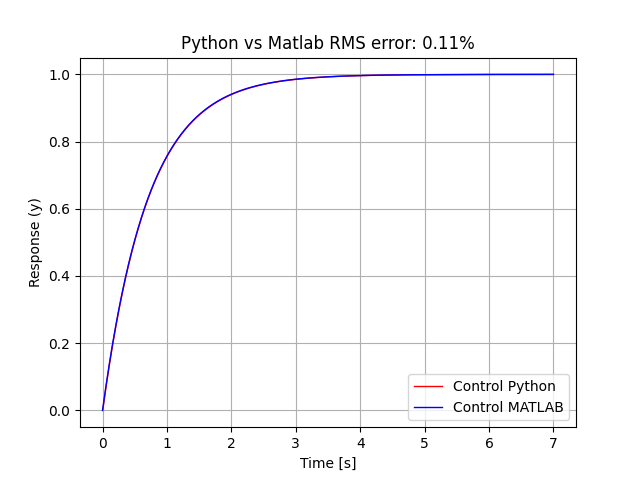 Python vs Matlab RMS error: 0.11%
1.0
0.8
0.6
0.4
0.2
0.0
Response (y)
Control Python
Control MATLAB
0 1 2 3 4 5 6 7
Time [s]